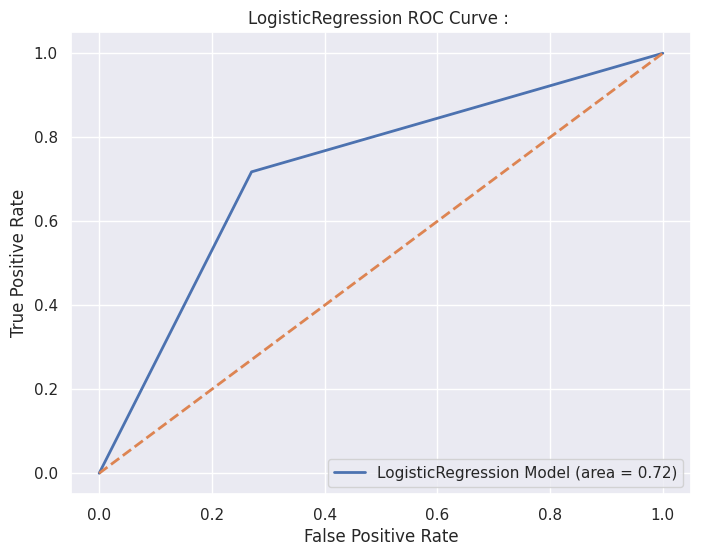 LogisticRegression ROC Curve :
1.0
0.8
0.6
0.4
0.2
0.0
True Positive Rate
LogisticRegression Model (area = 0.72)
0.0 0.2 0.4 0.6 0.8 1.0
False Positive Rate